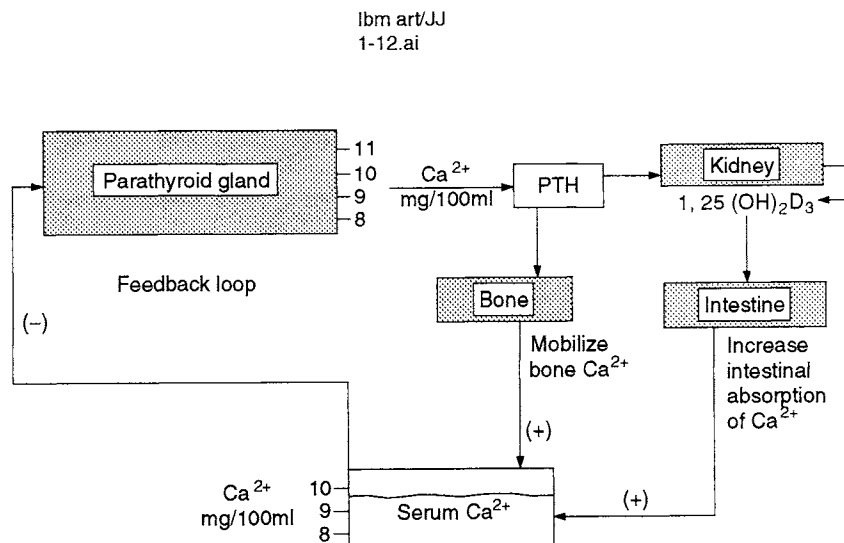 Ibm art/JJ
1-12.ai
11
10
9
8
Parathyroid gland
Ca²⁺
mg/100ml
PTH
Kidney
1, 25 (OH)₂D₃
Feedback loop
(–)
Bone
Intestine
Mobilize
bone Ca²⁺
Increase
intestinal
absorption
of Ca²⁺
(+)
(+)
Ca²⁺
mg/100ml
10
9
8
Serum Ca²⁺